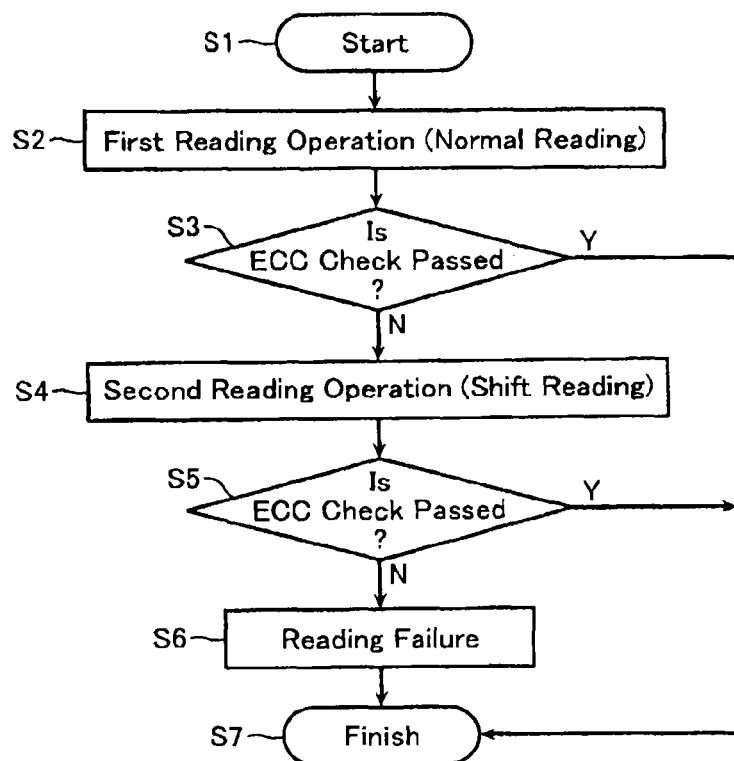 S1
Start
S2
First Reading Operation (Normal Reading)
S3
Is
ECC Check Passed
?
Y
N
S4
Second Reading Operation (Shift Reading)
S5
Is
ECC Check Passed
?
Y
N
S6
Reading Failure
S7
Finish